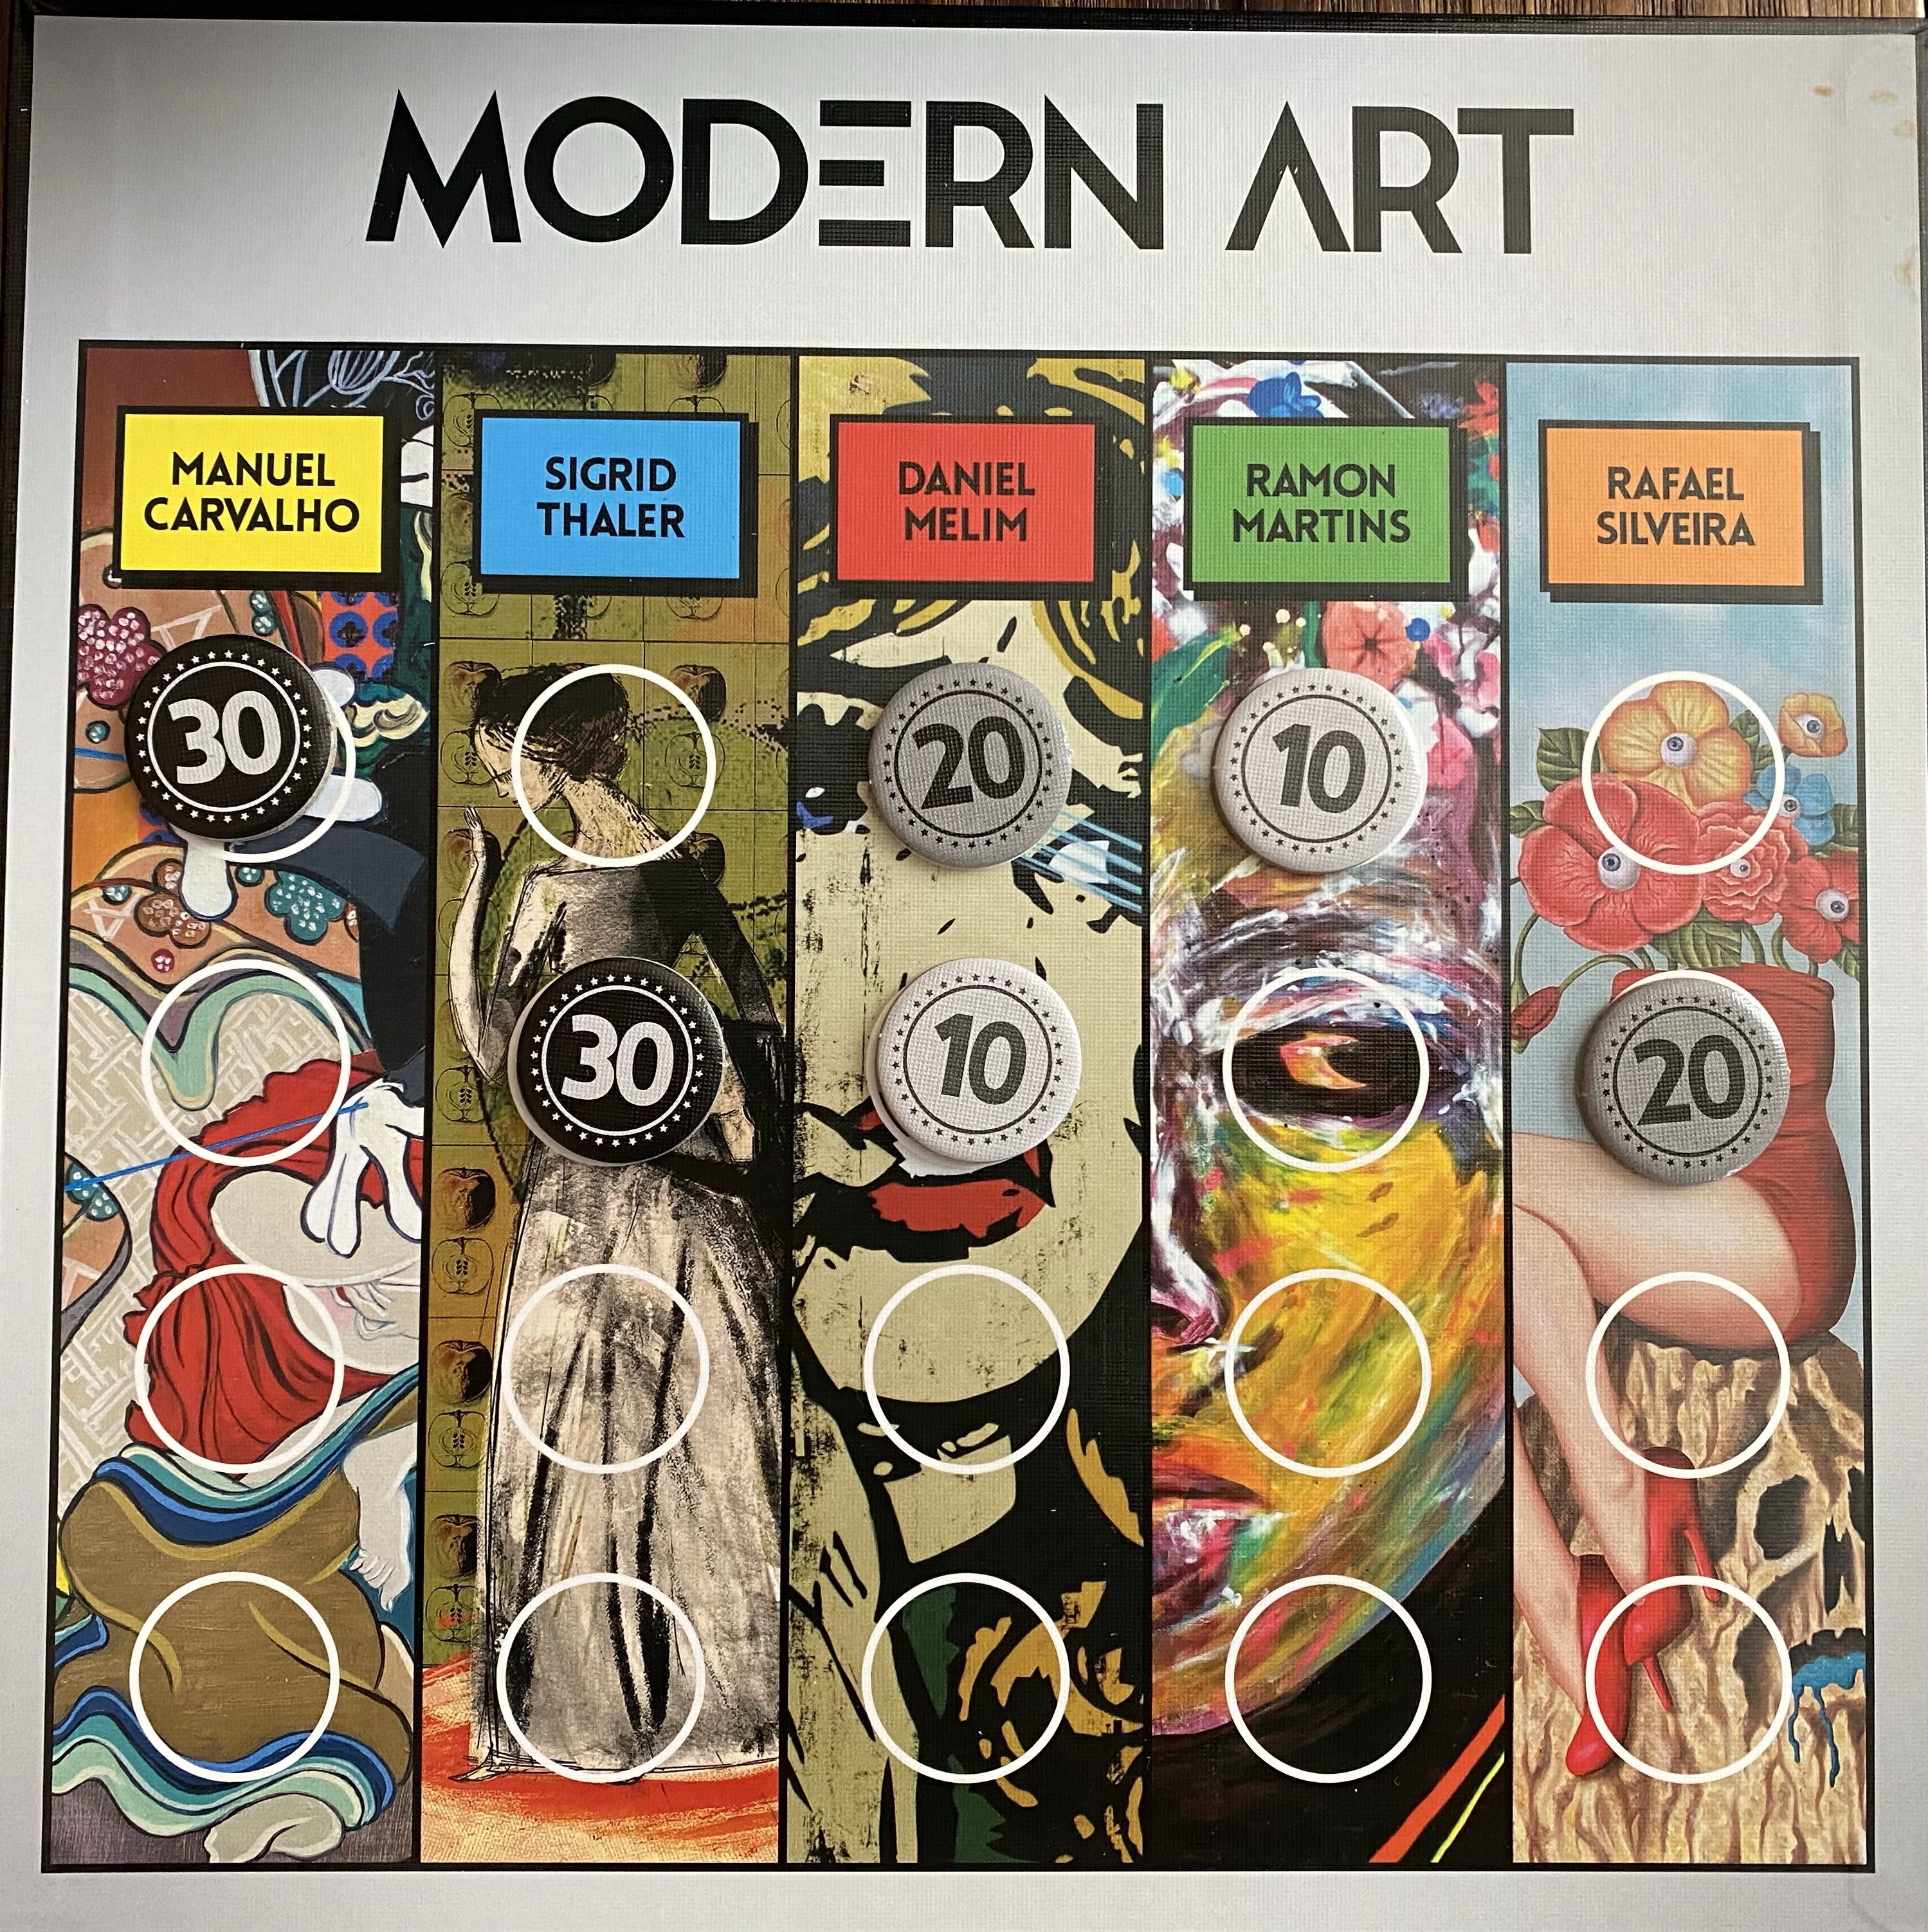 MODERN ART
MANUEL
CARVALHO
SIGRID
THALER
DANIEL
MELIM
RAMON
MARTINS
RAFAEL
SILVEIRA
30
20
10
30
10
20